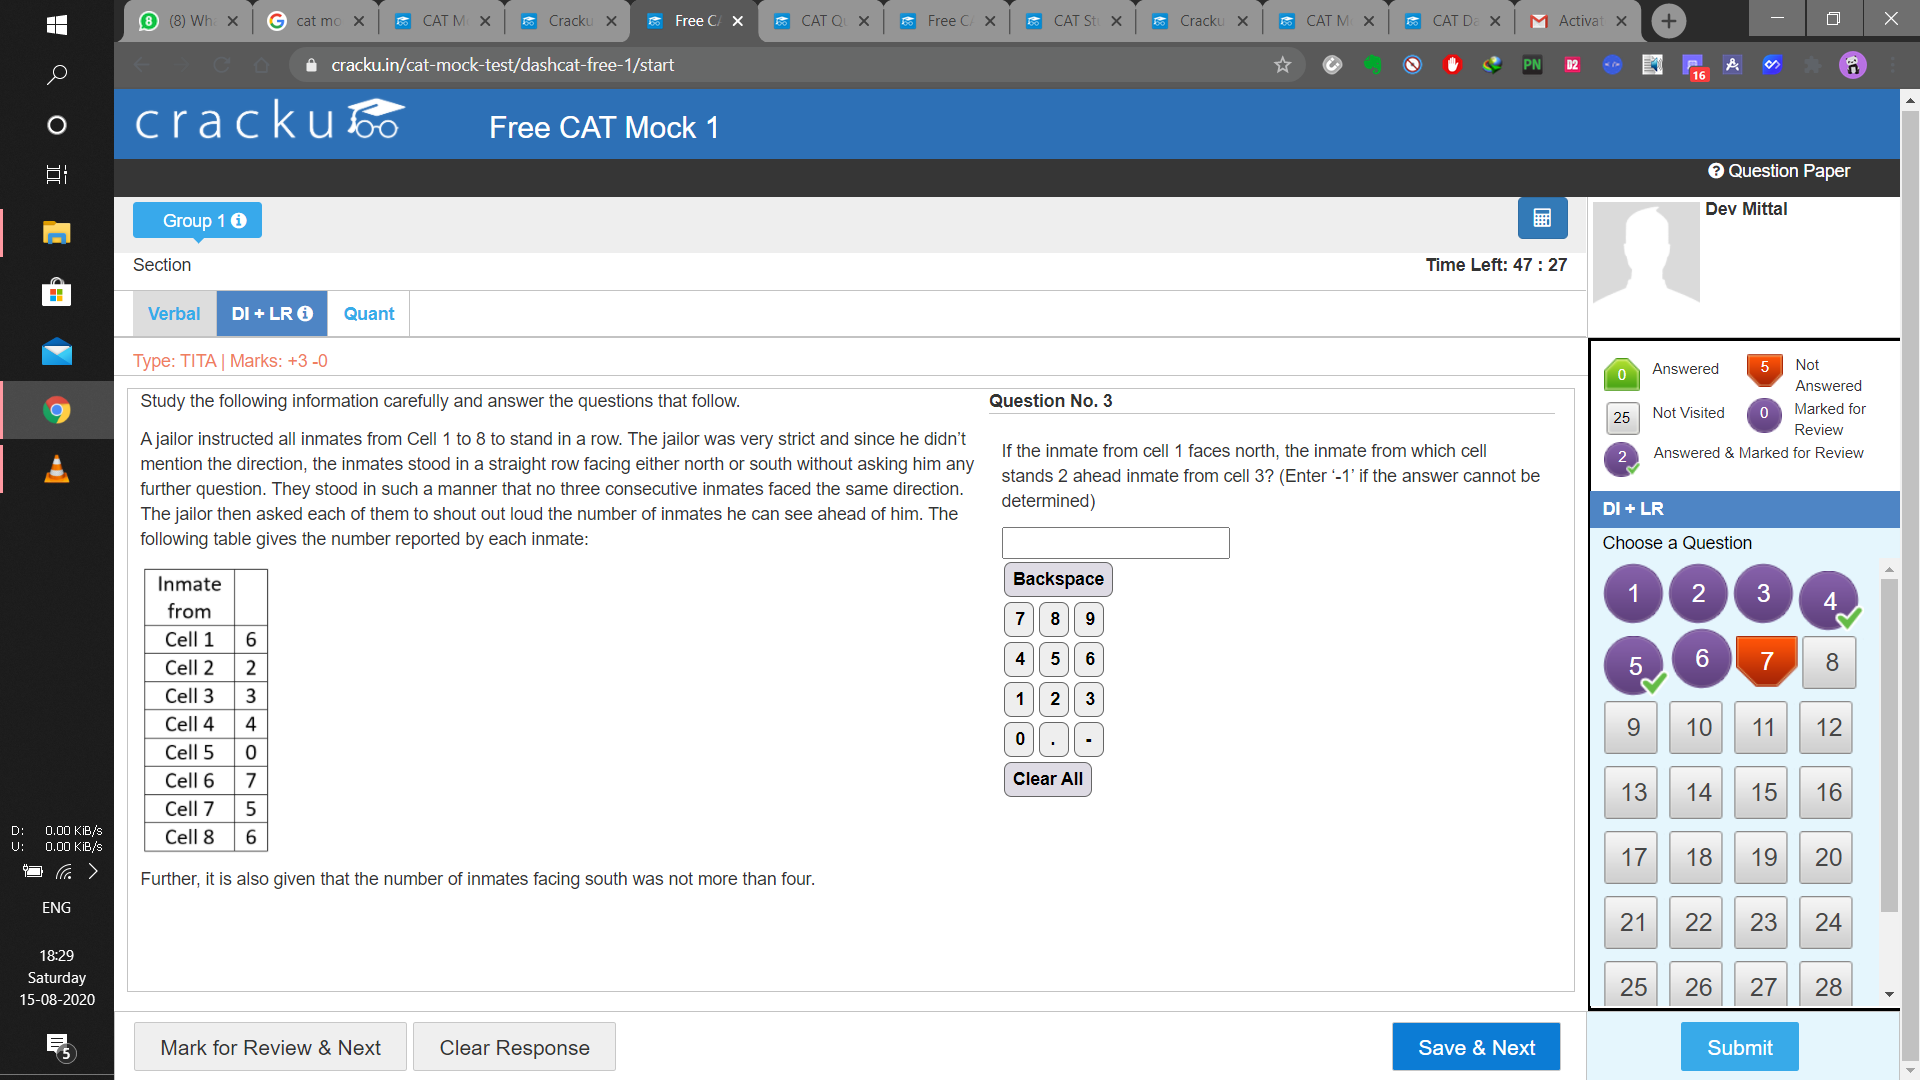 (8) Wh
cat mo
CAT M
Cracku
Free C
CAT Q
Free C
CAT St
Cracku
CAT M
CAT Da
Activat
cracku.in/cat-mock-test/dashcat-free-1/start
PN
D2
16
cracku
Free CAT Mock 1
Question Paper
Group 1
Dev Mittal
Section
Time Left: 47 : 27
Verbal
DI + LR
Quant
Type: TITA | Marks: +3 -0
Study the following information carefully and answer the questions that follow.
A jailor instructed all inmates from Cell 1 to 8 to stand in a row. The jailor was very strict and since he didn’t
mention the direction, the inmates stood in a straight row facing either north or south without asking him any
further question. They stood in such a manner that no three consecutive inmates faced the same direction.
The jailor then asked each of them to shout out loud the number of inmates he can see ahead of him. The
following table gives the number reported by each inmate:
Inmate
from
Cell 1 6
Cell 2 2
Cell 3 3
Cell 4 4
Cell 5 0
Cell 6 7
Cell 7 5
Cell 8 6
Further, it is also given that the number of inmates facing south was not more than four.
Question No. 3
If the inmate from cell 1 faces north, the inmate from which cell
stands 2 ahead inmate from cell 3? (Enter ‘-1’ if the answer cannot be
determined)
Backspace
7 8 9
4 5 6
1 2 3
0 . -
Clear All
0 Answered
5 Not
Answered
25 Not Visited
0 Marked for
Review
2 Answered & Marked for Review
DI + LR
Choose a Question
1 2 3 4
5 6 7 8
9 10 11 12
13 14 15 16
17 18 19 20
21 22 23 24
25 26 27 28
Mark for Review & Next
Clear Response
Save & Next
Submit
D: 0.00 KiB/s
U: 0.00 KiB/s
ENG
18:29
Saturday
15-08-2020
5